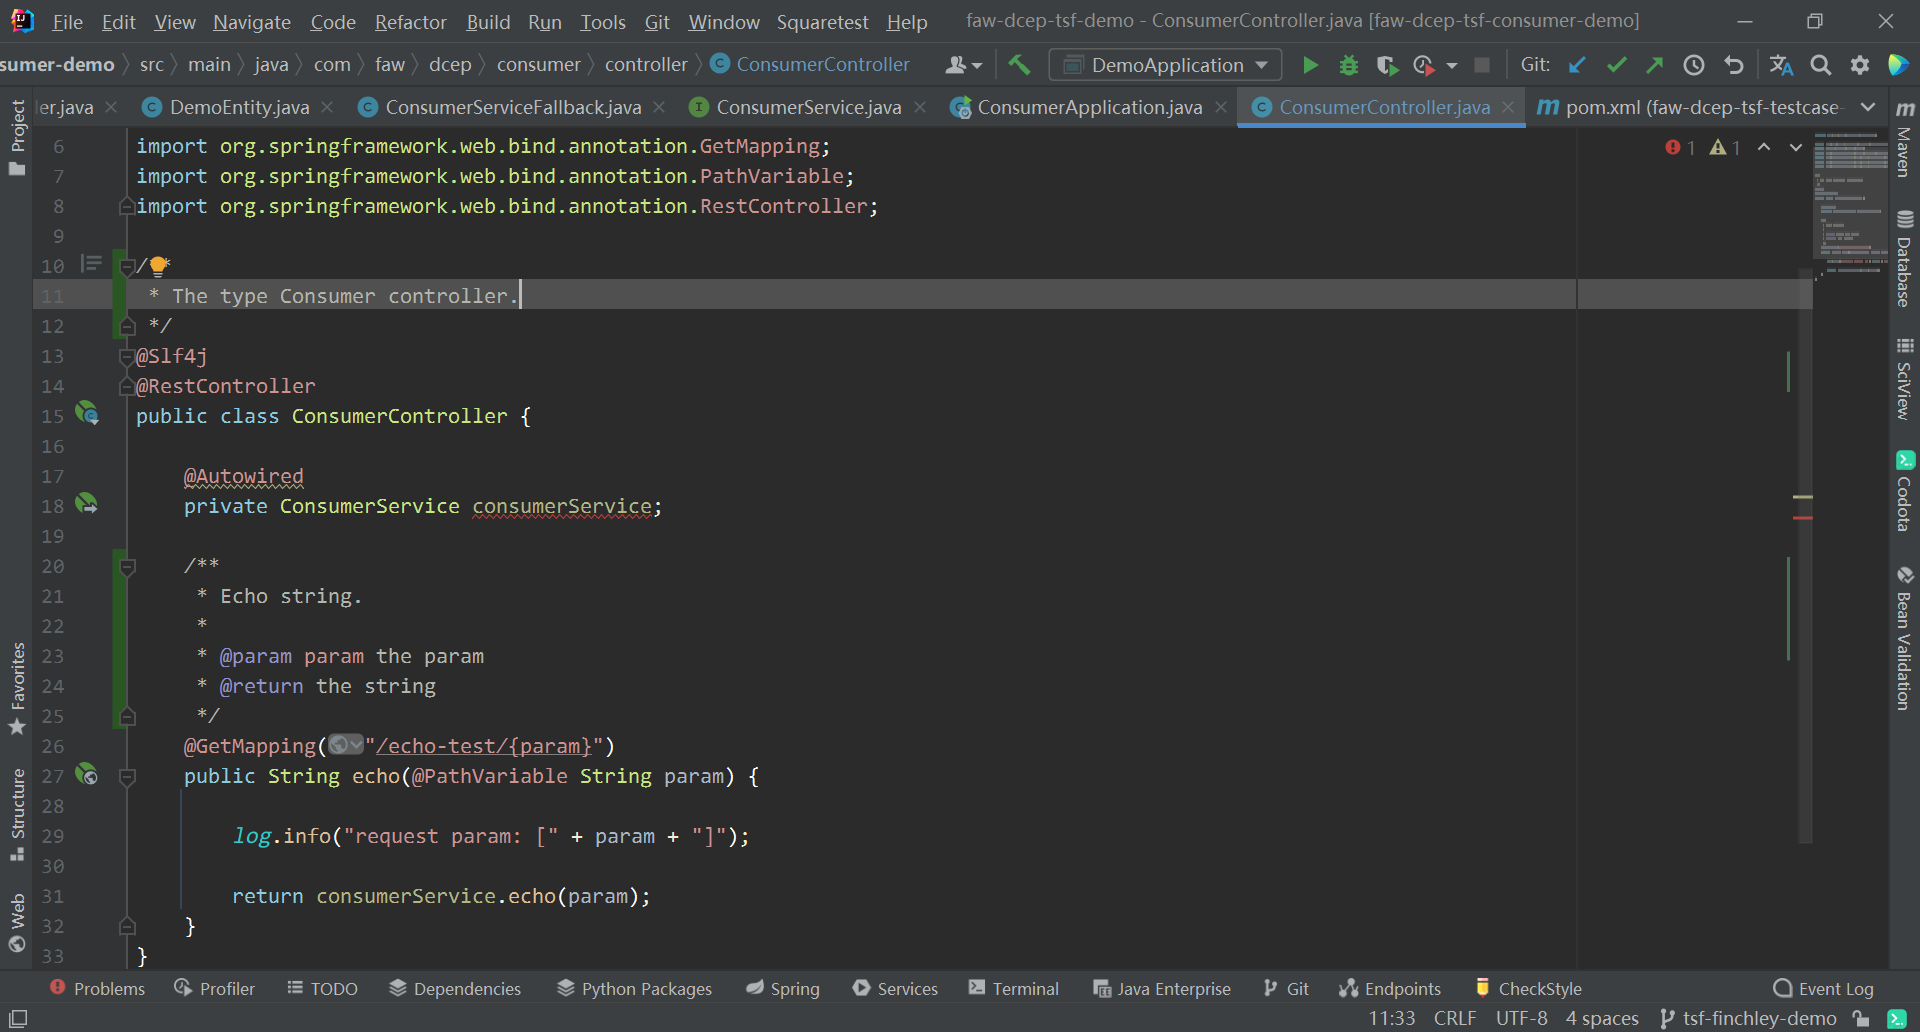 File Edit View Navigate Code Refactor Build Run Tools Git Window Squaretest Help faw-dcep-tsf-demo - ConsumerController.java [faw-dcep-tsf-consumer-demo]
sumer-demo src main java com faw dcep consumer controller ConsumerController DemoApplication Git:
ler.java DemoEntity.java ConsumerServiceFallback.java ConsumerService.java ConsumerApplication.java ConsumerController.java pom.xml (faw-dcep-tsf-testcase-
Project
Favorites
Structure
Web
6 import org.springframework.web.bind.annotation.GetMapping;
7 import org.springframework.web.bind.annotation.PathVariable;
8 import org.springframework.web.bind.annotation.RestController;
9
10 /**
11 * The type Consumer controller.
12 */
13 @Slf4j
14 @RestController
15 public class ConsumerController {
16
17 @Autowired
18 private ConsumerService consumerService;
19
20 /**
21 * Echo string.
22 *
23 * @param param the param
24 * @return the string
25 */
26 @GetMapping("/echo-test/{param}")
27 public String echo(@PathVariable String param) {
28
29 log.info("request param: [" + param + "]");
30
31 return consumerService.echo(param);
32 }
33 }
1 1
Maven
Database
SciView
Codota
Bean Validation
Problems Profiler TODO Dependencies Python Packages Spring Services Terminal Java Enterprise Git Endpoints CheckStyle Event Log
11:33 CRLF UTF-8 4 spaces tsf-finchley-demo